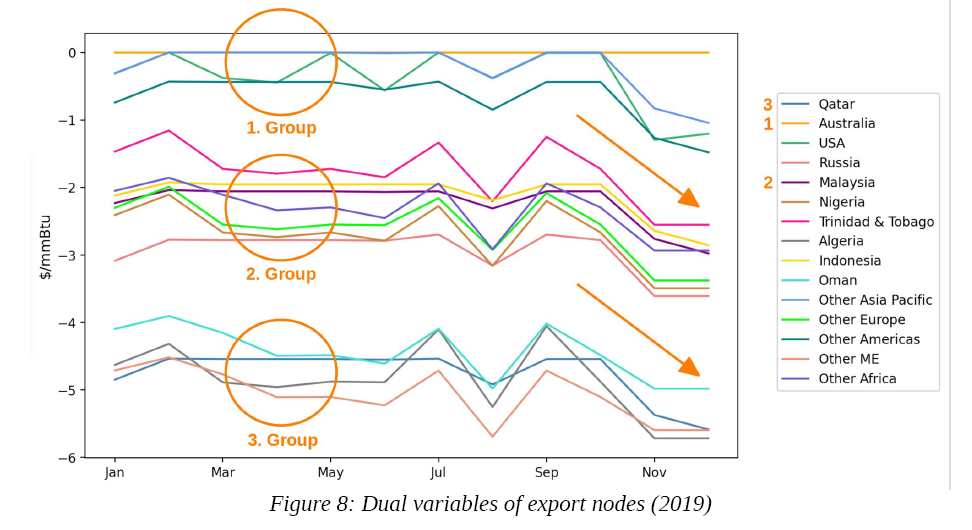 0
−1
−2
−3
−4
−5
−6
$/mmBtu
Jan
Mar
May
Jul
Sep
Nov
1. Group
2. Group
3. Group
3 Qatar
1 Australia
USA
Russia
2 Malaysia
Nigeria
Trinidad & Tobago
Algeria
Indonesia
Oman
Other Asia Pacific
Other Europe
Other Americas
Other ME
Other Africa
Figure 8: Dual variables of export nodes (2019)